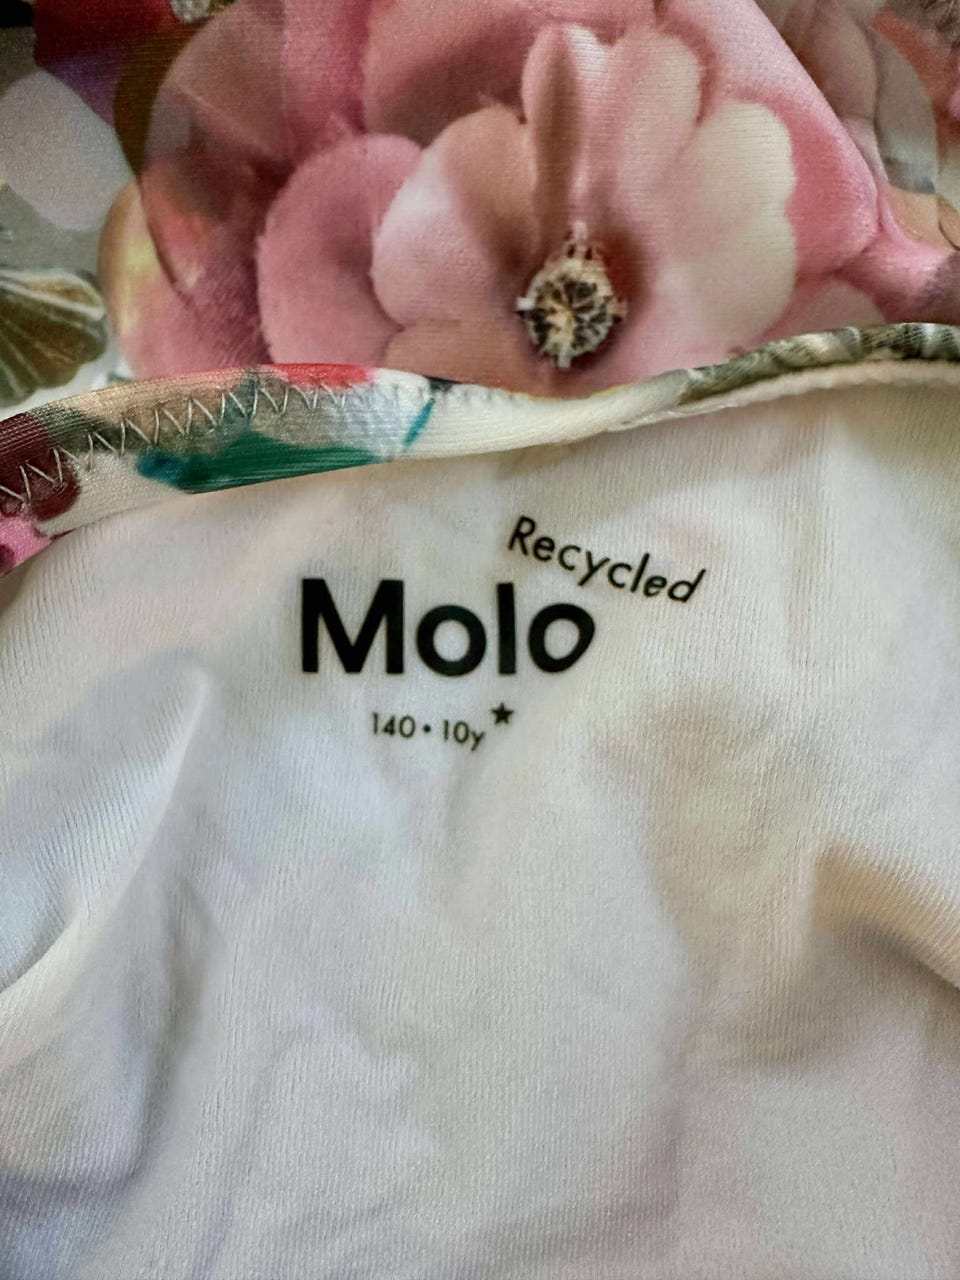 Recycled
Molo
140 • 10y★